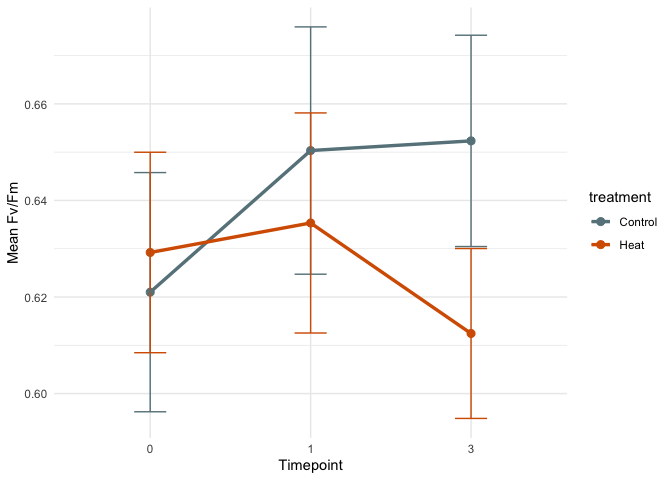 0.66
0.64
0.62
0.60
Mean Fv/Fm
0
1
3
Timepoint
treatment
Control
Heat